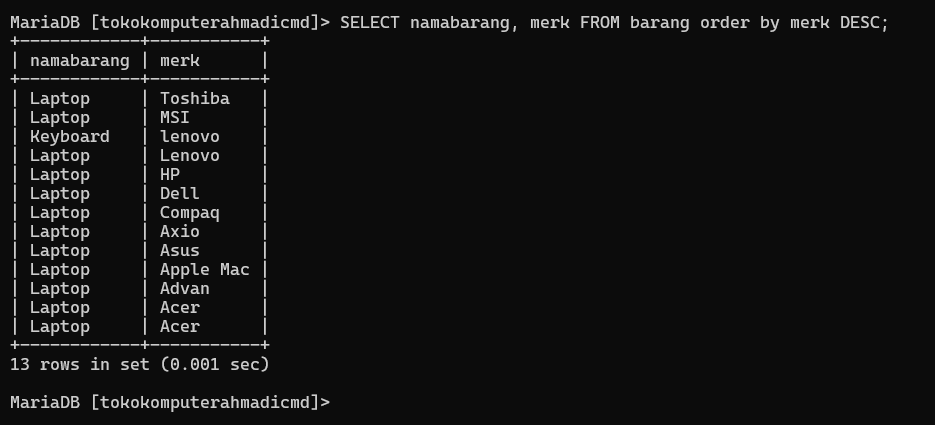 MariaDB [tokokomputerahmadicmd]> SELECT namabarang, merk FROM barang order by merk DESC;
+------------+-----------+
| namabarang | merk      |
+------------+-----------+
| Laptop     | Toshiba   |
| Laptop     | MSI       |
| Keyboard   | lenovo    |
| Laptop     | Lenovo    |
| Laptop     | HP        |
| Laptop     | Dell      |
| Laptop     | Compaq    |
| Laptop     | Axio      |
| Laptop     | Asus      |
| Laptop     | Apple Mac |
| Laptop     | Advan     |
| Laptop     | Acer      |
| Laptop     | Acer      |
+------------+-----------+
13 rows in set (0.001 sec)

MariaDB [tokokomputerahmadicmd]>